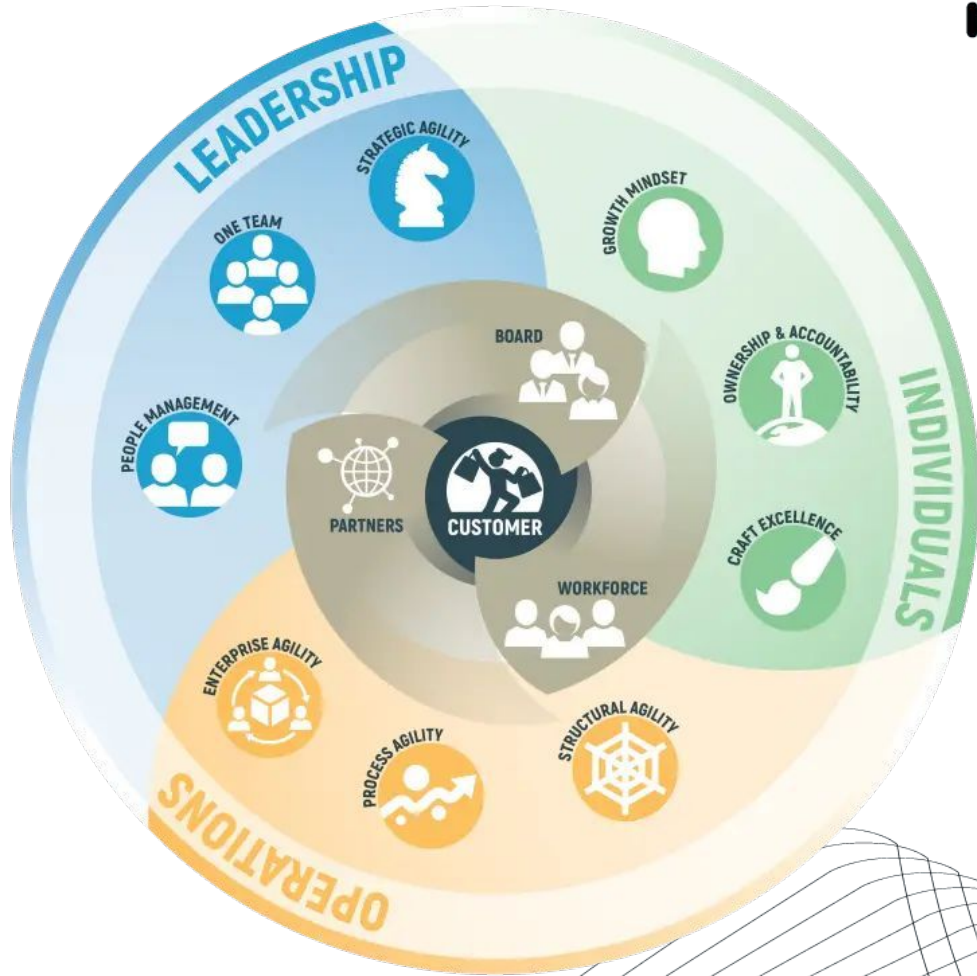 LEADERSHIP
STRATEGIC AGILITY
ONE TEAM
PEOPLE MANAGEMENT
GROWTH MINDSET
OWNERSHIP & ACCOUNTABILITY
CRAFT EXCELLENCE
INDIVIDUALS
BOARD
PARTNERS
CUSTOMER
WORKFORCE
ENTERPRISE AGILITY
PROCESS AGILITY
STRUCTURAL AGILITY
OPERATIONS